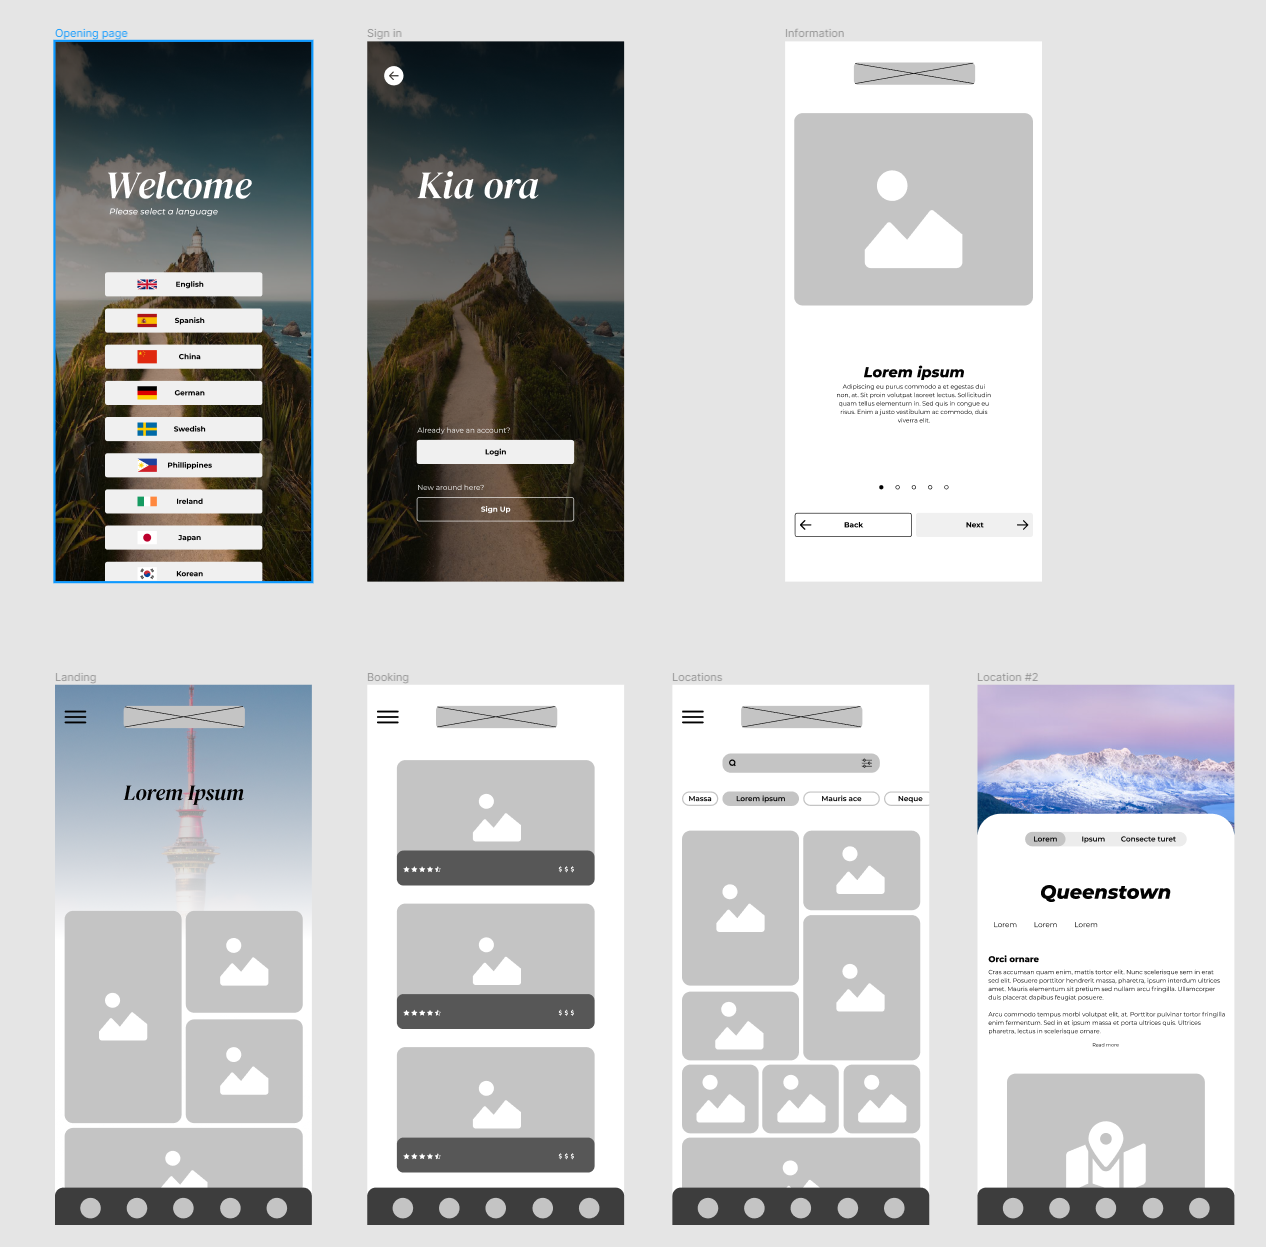 Opening page
Sign in
Information
Welcome
Please select a language
English
Spanish
China
German
Swedish
Phillippines
Ireland
Japan
Korean
Kia ora
Already have an account?
Login
New around here?
Sign Up
Lorem ipsum
Adipiscing eu purus commodo a et egestas dui
non, at. Sit proin volutpat laoreet lectus. Sollicitudin
quam tellus elementum in. Sed quis in congue eu
risus. Enim a justo vestibulum ac commodo, duis
viverra elit.
Back
Next
Landing
Booking
Locations
Location #2
Lorem Ipsum
$ $ $
$ $ $
$ $ $
Massa
Lorem ipsum
Mauris ace
Neque
Lorem
Ipsum
Consecte turet
Queenstown
Lorem
Lorem
Lorem
Orci ornare
Cras accumsan quam enim, mattis tortor elit. Nunc scelerisque sem in erat
sed elit. Posuere porttitor hendrerit massa, pharetra, ipsum interdum ultrices
amet. Mauris elementum sit pretium sed nullam arcu fringilla. Ullamcorper
duis placerat dapibus feugiat posuere.
Arcu commodo tempus morbi volutpat elit, at. Porttitor pulvinar tortor fringilla
enim fermentum. Sed in et ipsum massa et porta ultrices quis. Ultrices
pharetra, lectus in scelerisque ornare.
Read more